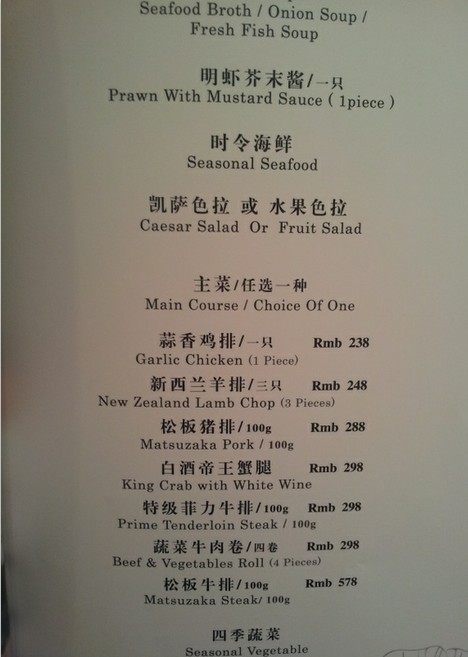 Seafood Broth / Onion Soup /
Fresh Fish Soup
明虾芥末酱/一只
Prawn With Mustard Sauce ( 1piece )
时令海鲜
Seasonal Seafood
凯萨色拉 或 水果色拉
Caesar Salad Or Fruit Salad
主菜/任选一种
Main Course / Choice Of One
蒜香鸡排/一只 Rmb 238
Garlic Chicken (1 Piece)
新西兰羊排/三只 Rmb 248
New Zealand Lamb Chop (3 Pieces)
松板猪排/100g Rmb 288
Matsuzaka Pork / 100g
白酒帝王蟹腿 Rmb 298
King Crab with White Wine
特级菲力牛排/100g Rmb 298
Prime Tenderloin Steak / 100g
蔬菜牛肉卷/四卷 Rmb 298
Beef & Vegetables Roll (4 Pieces)
松板牛排/100g Rmb 578
Matsuzaka Steak/ 100g
四季蔬菜
Seasonal Vegetable